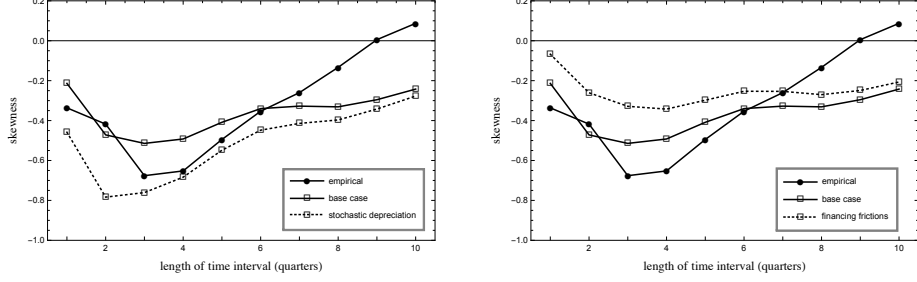 0.2
0.0
−0.2
−0.4
−0.6
−0.8
−1.0
skewness
empirical
base case
stochastic depreciation
2
4
6
8
10
length of time interval (quarters)
0.2
0.0
−0.2
−0.4
−0.6
−0.8
−1.0
skewness
empirical
base case
financing frictions
2
4
6
8
10
length of time interval (quarters)